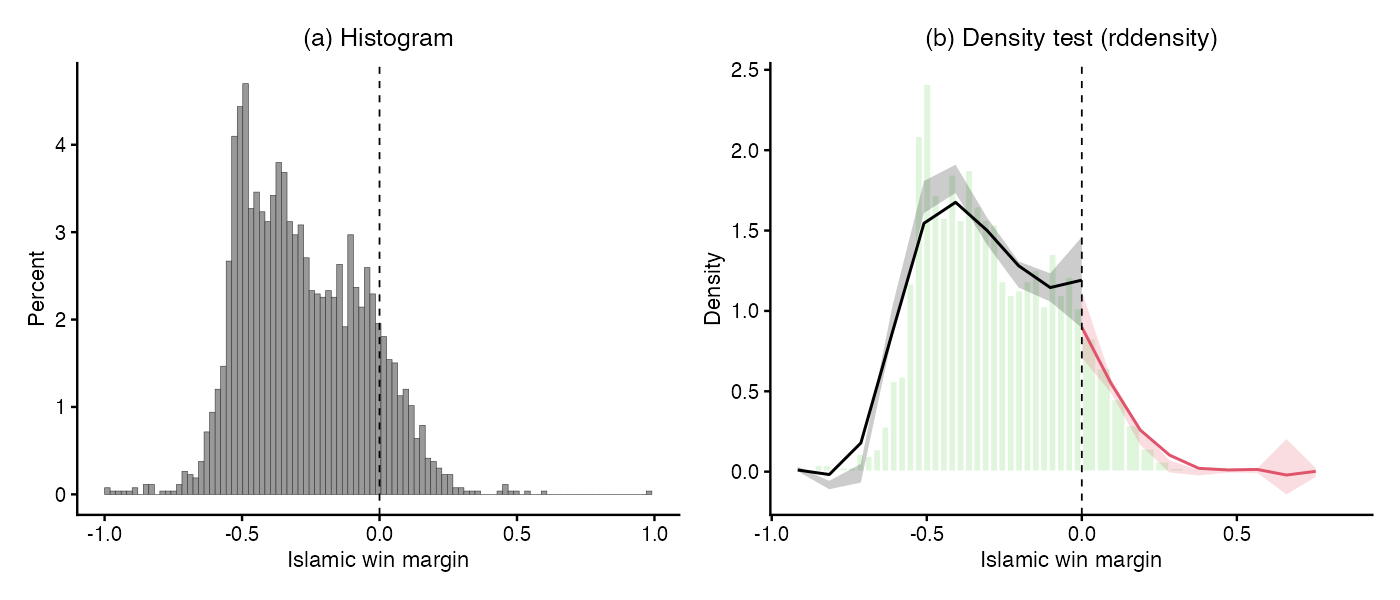 (a) Histogram
Percent
4
3
2
1
0
-1.0 -0.5 0.0 0.5 1.0
Islamic win margin
(b) Density test (rddensity)
Density
2.5
2.0
1.5
1.0
0.5
0.0
-1.0 -0.5 0.0 0.5
Islamic win margin